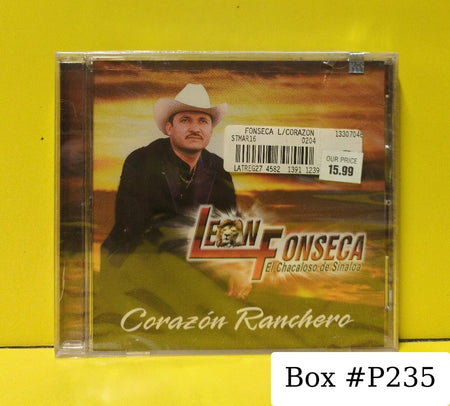 FONSECA L/CORAZON 1330704
STMAR16 0204
LATREG27 4582 1391 1239
OUR PRICE
15.99
LEON
FONSECA
El Chacaloso de Sinaloa
Corazón Ranchero
Box #P235